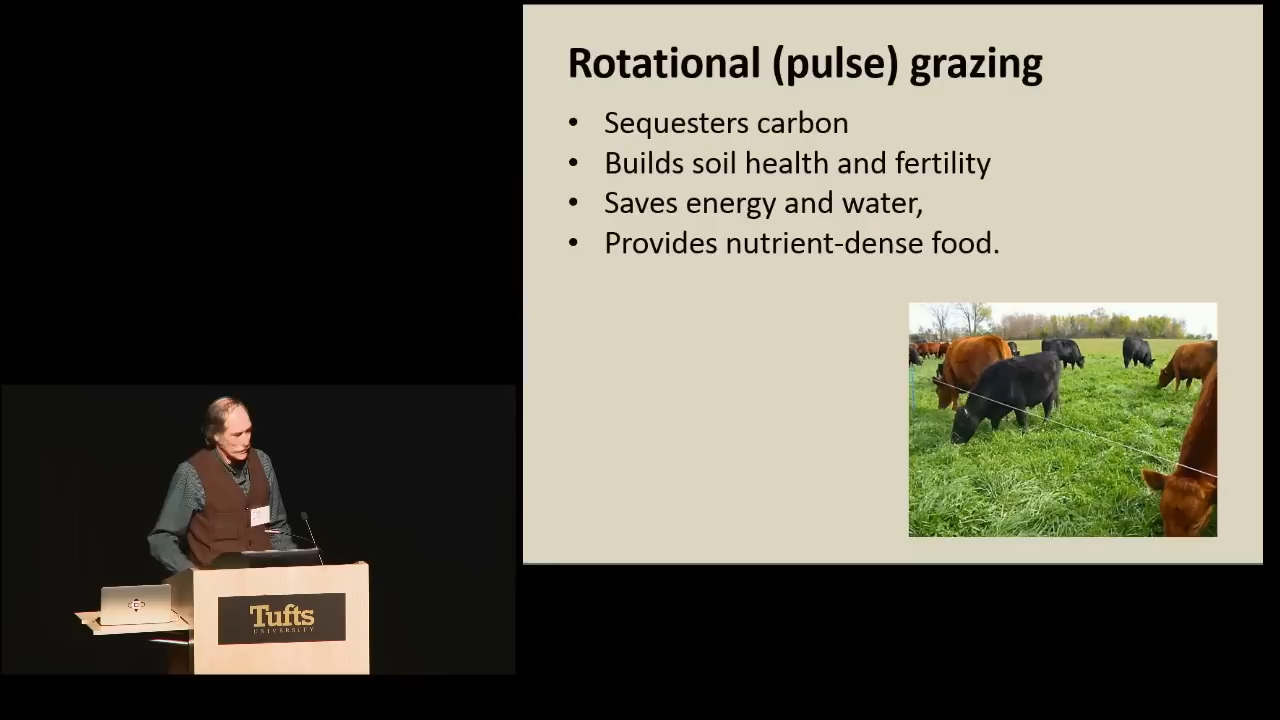 Rotational (pulse) grazing
• Sequesters carbon
• Builds soil health and fertility
• Saves energy and water,
• Provides nutrient-dense food.
Tufts
UNIVERSITY